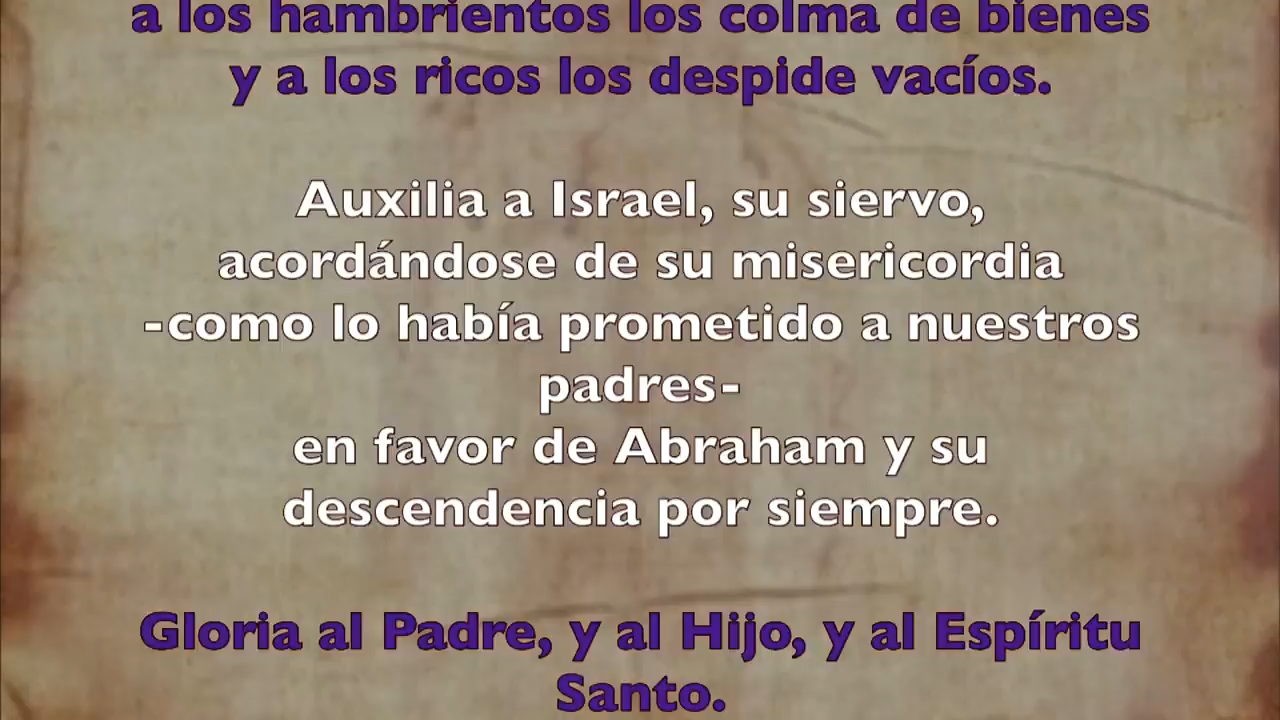 a los hambrientos los colma de bienes
y a los ricos los despide vacíos.
Auxilia a Israel, su siervo,
acordándose de su misericordia
-como lo había prometido a nuestros
padres-
en favor de Abraham y su
descendencia por siempre.
Gloria al Padre, y al Hijo, y al Espíritu
Santo.